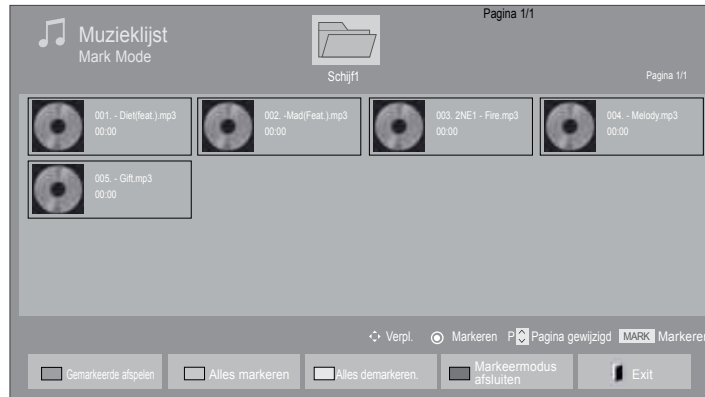 Pagina 1/1
Muzieklijst
Mark Mode
Schijf1
Pagina 1/1
001. - Diet(feat.).mp3
00:00
002. -Mad(Feat.).mp3
00:00
003. 2NE1 - Fire.mp3
00:00
004. - Melody.mp3
00:00
005. - Gift.mp3
00:00
Verpl. Markeren P Pagina gewijzigd MARK Markeren
Gemarkeerde afspelen
Alles markeren
Alles demarkeren.
Markeermodus
afsluiten
Exit